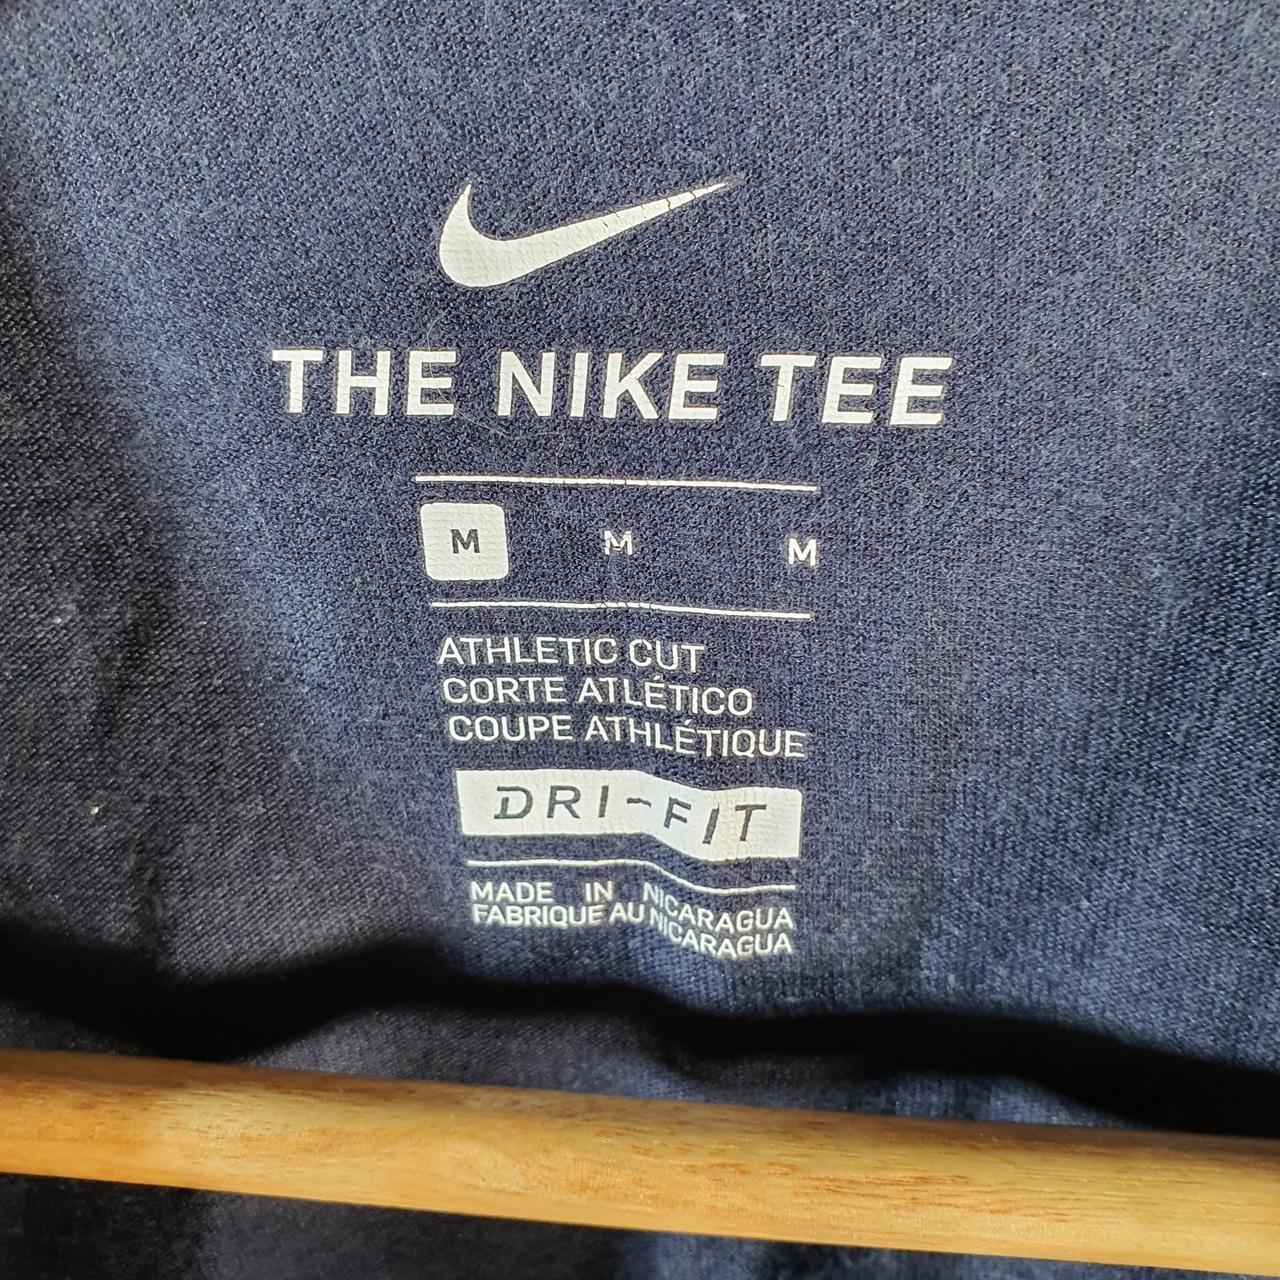 THE NIKE TEE
M M M
ATHLETIC CUT
CORTE ATLÉTICO
COUPE ATHLÉTIQUE
DRI-FIT
MADE IN NICARAGUA
FABRIQUE AU NICARAGUA